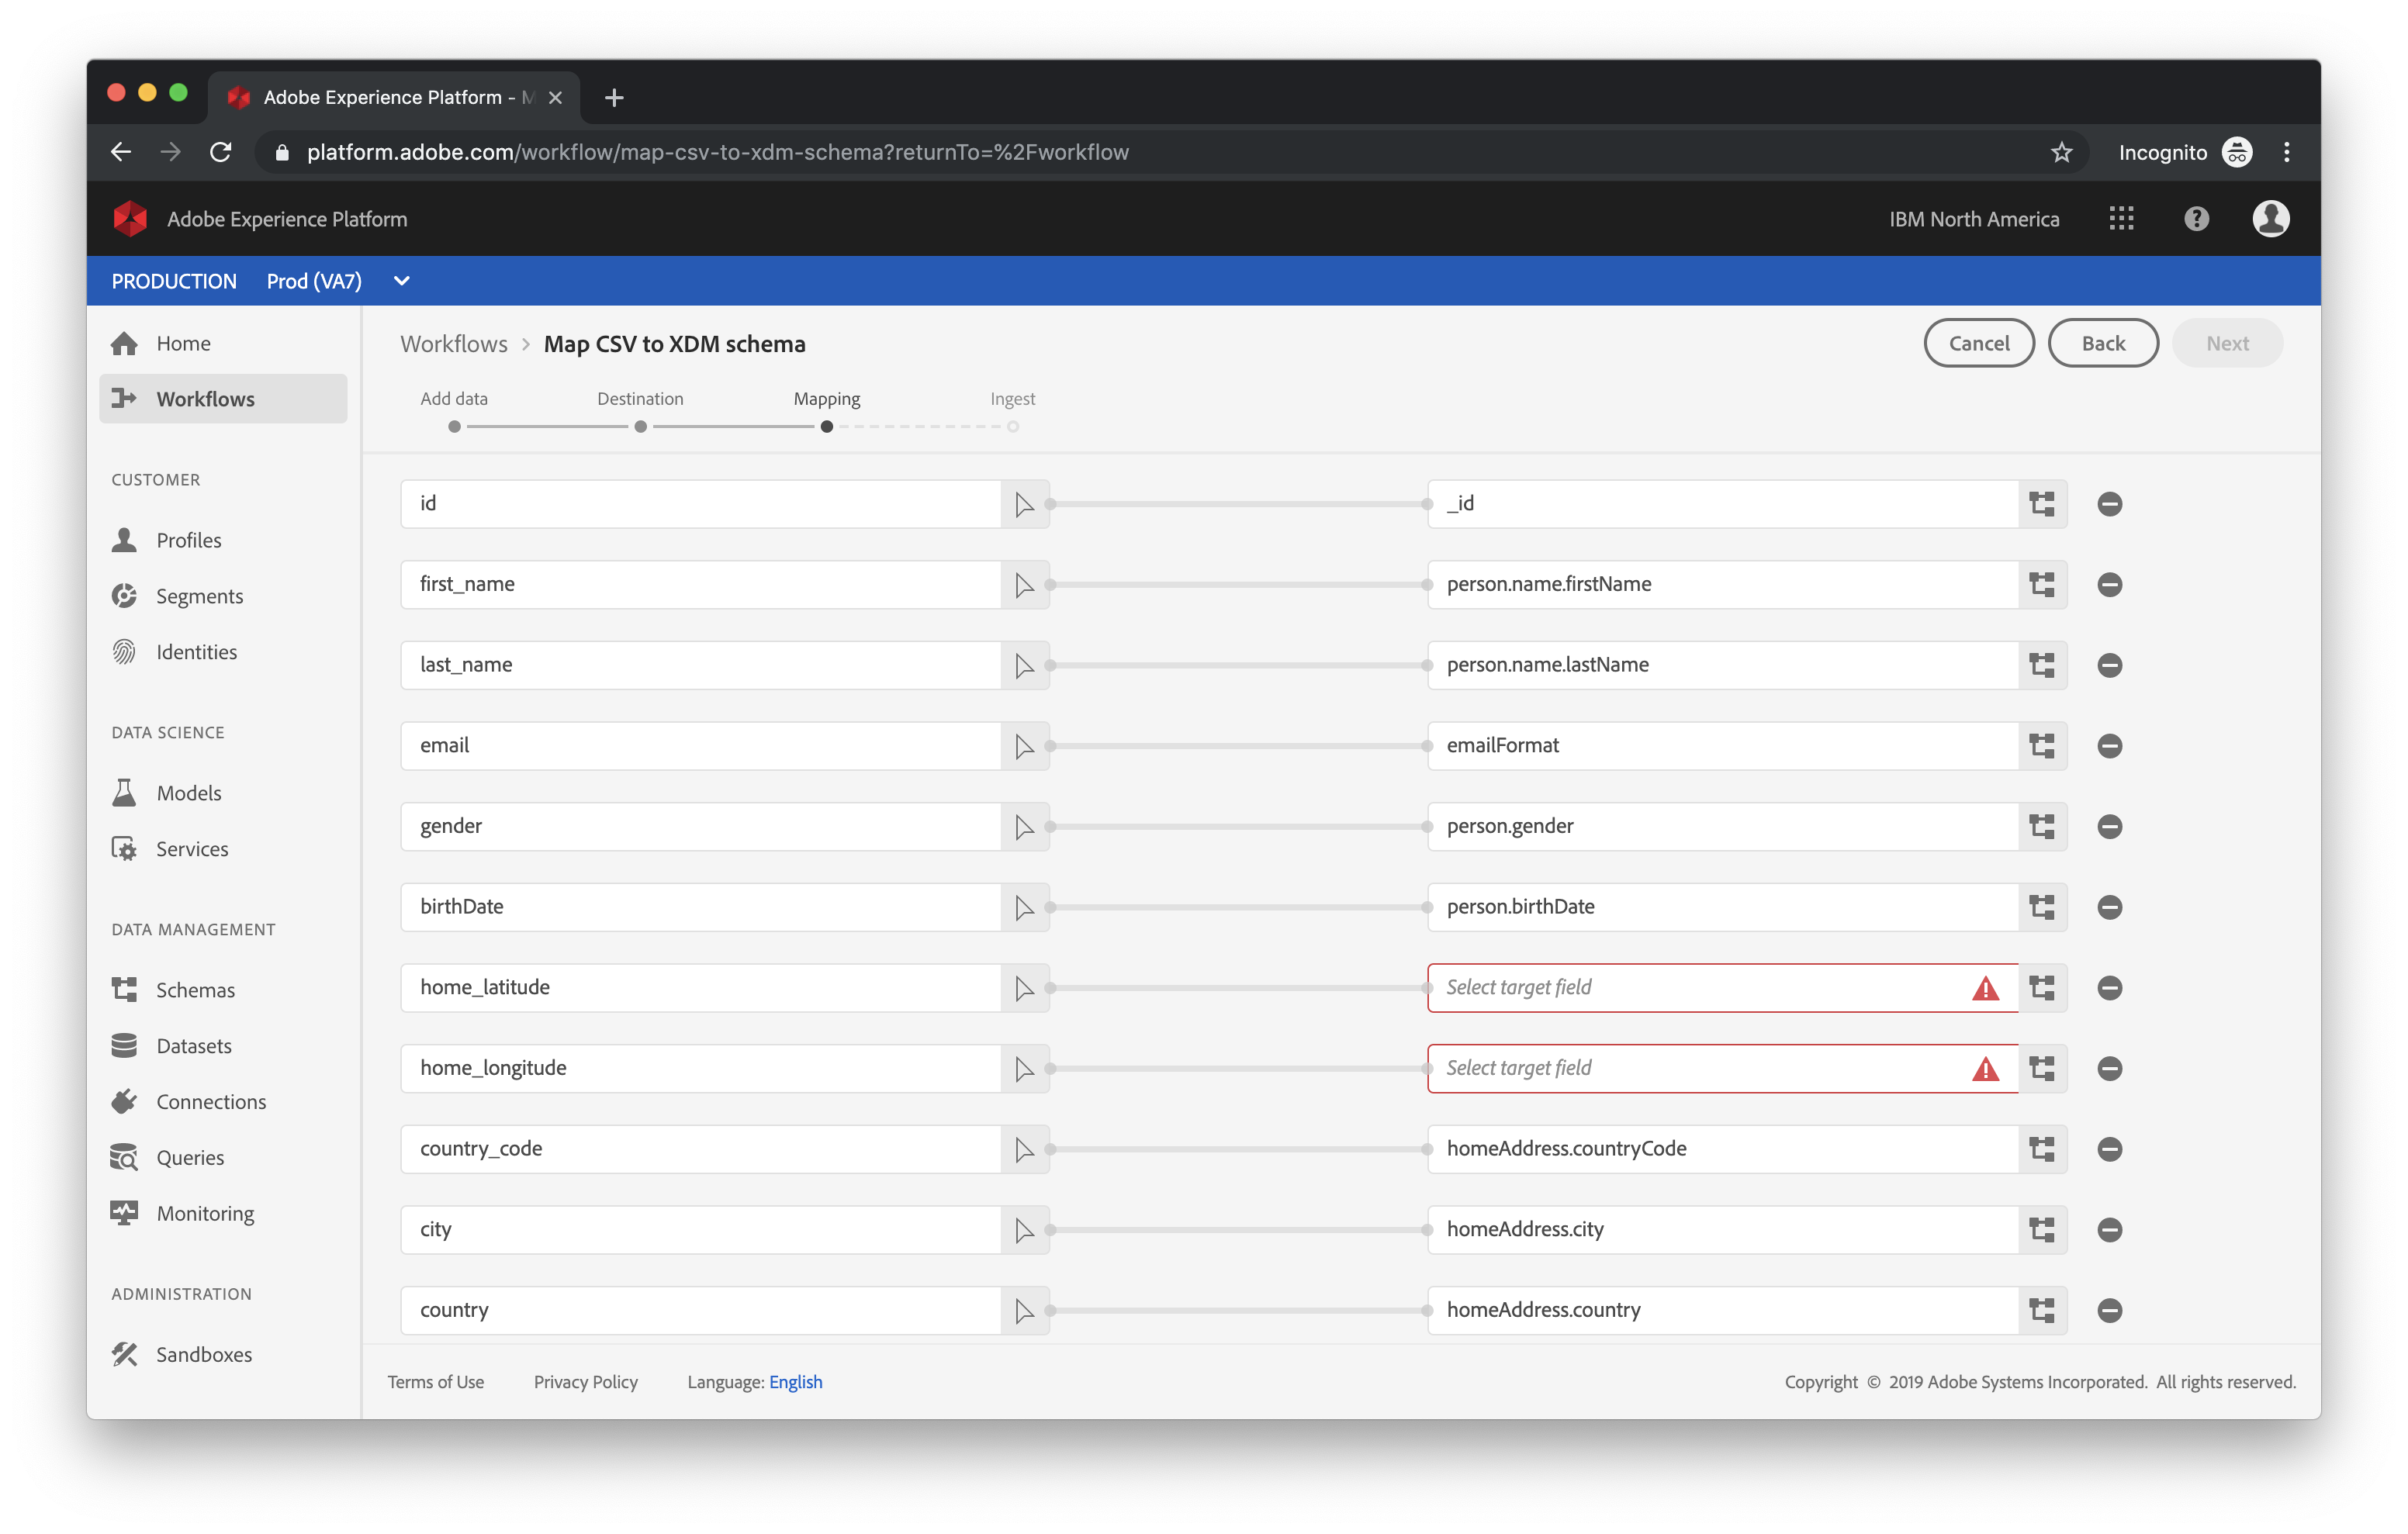 Adobe Experience Platform - M
platform.adobe.com/workflow/map-csv-to-xdm-schema?returnTo=%2Fworkflow
Incognito
Adobe Experience Platform
IBM North America
PRODUCTION Prod (VA7)
Home
Workflows
CUSTOMER
Profiles
Segments
Identities
DATA SCIENCE
Models
Services
DATA MANAGEMENT
Schemas
Datasets
Connections
Queries
Monitoring
ADMINISTRATION
Sandboxes
Workflows > Map CSV to XDM schema
Cancel
Back
Next
Add data
Destination
Mapping
Ingest
id
_id
first_name
person.name.firstName
last_name
person.name.lastName
email
emailFormat
gender
person.gender
birthDate
person.birthDate
home_latitude
Select target field
home_longitude
Select target field
country_code
homeAddress.countryCode
city
homeAddress.city
country
homeAddress.country
Terms of Use
Privacy Policy
Language: English
Copyright © 2019 Adobe Systems Incorporated. All rights reserved.